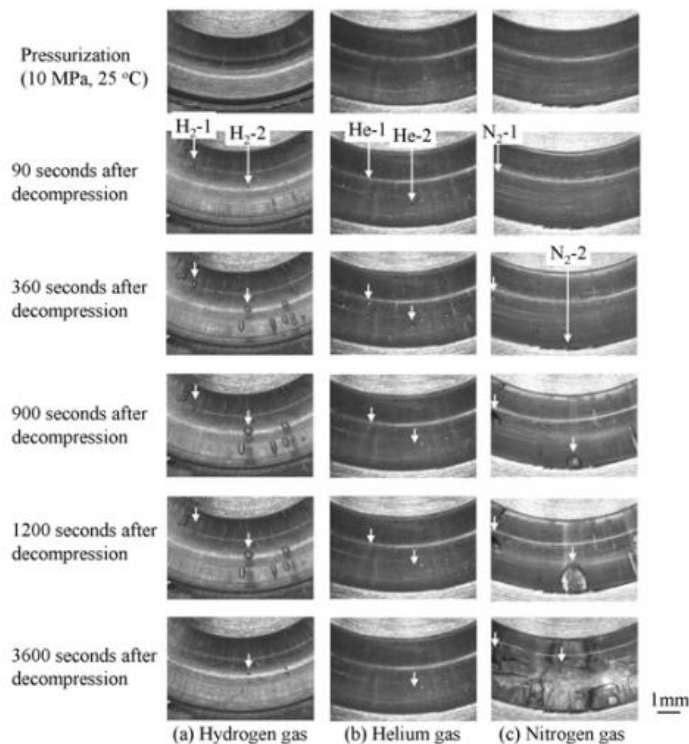 Pressurization
(10 MPa, 25 °C)
H₂-1
H₂-2
He-1
He-2
N₂-1
90 seconds after
decompression
N₂-2
360 seconds after
decompression
900 seconds after
decompression
1200 seconds after
decompression
3600 seconds after
decompression
1mm
(a) Hydrogen gas
(b) Helium gas
(c) Nitrogen gas